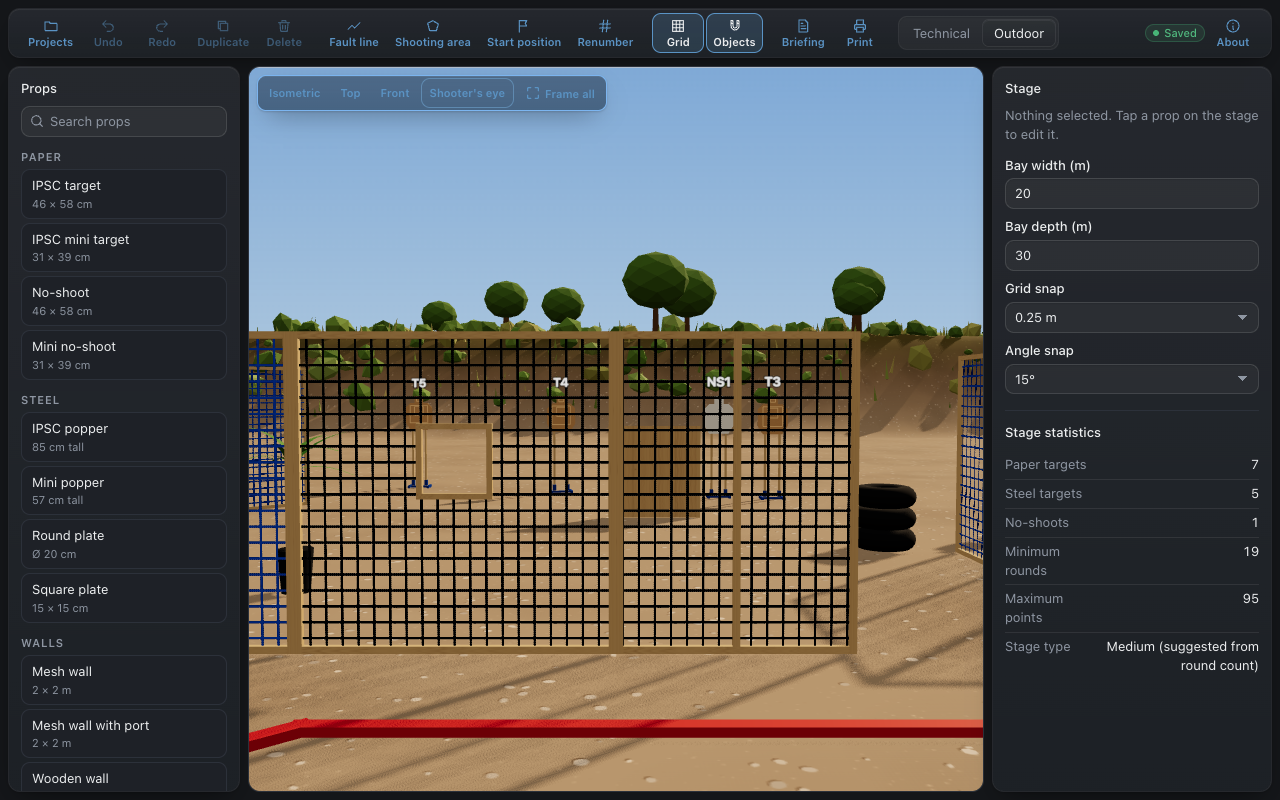 Projects
Undo
Redo
Duplicate
Delete
Fault line
Shooting area
Start position
Renumber
Grid
Objects
Briefing
Print
Technical
Outdoor
Saved
About
Props
Search props
PAPER
IPSC target
46 × 58 cm
IPSC mini target
31 × 39 cm
No-shoot
46 × 58 cm
Mini no-shoot
31 × 39 cm
STEEL
IPSC popper
85 cm tall
Mini popper
57 cm tall
Round plate
Ø 20 cm
Square plate
15 × 15 cm
WALLS
Mesh wall
2 × 2 m
Mesh wall with port
2 × 2 m
Wooden wall
Isometric
Top
Front
Shooter's eye
Frame all
T5
T4
NS1
T3
Stage
Nothing selected. Tap a prop on the stage
to edit it.
Bay width (m)
20
Bay depth (m)
30
Grid snap
0.25 m
Angle snap
15°
Stage statistics
Paper targets 7
Steel targets 5
No-shoots 1
Minimum 19
rounds
Maximum 95
points
Stage type Medium (suggested from
round count)